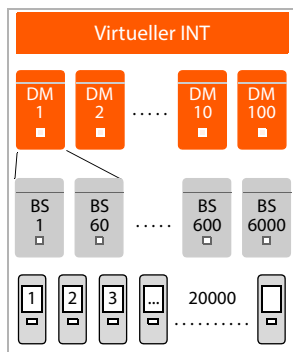 Virtueller INT
DM 1 DM 2 ..... DM 10 DM 100
BS 1 BS 60 ..... BS 600 BS 6000
1 2 3 ... 20000 ..........